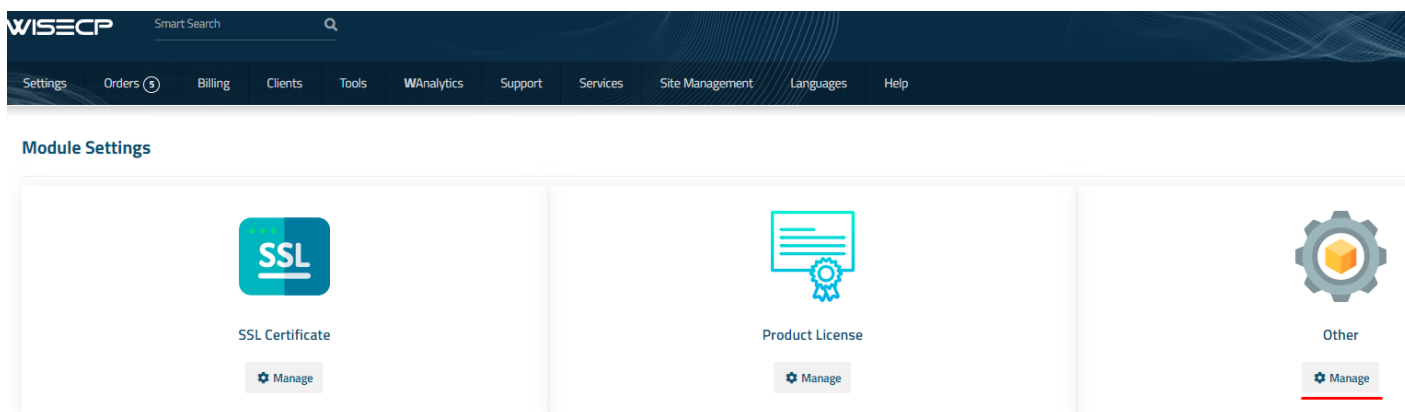 WISECP
Smart Search
Settings Orders 5 Billing Clients Tools WAnalytics Support Services Site Management Languages Help
Module Settings
SSL
SSL Certificate Product License Other
Manage Manage Manage